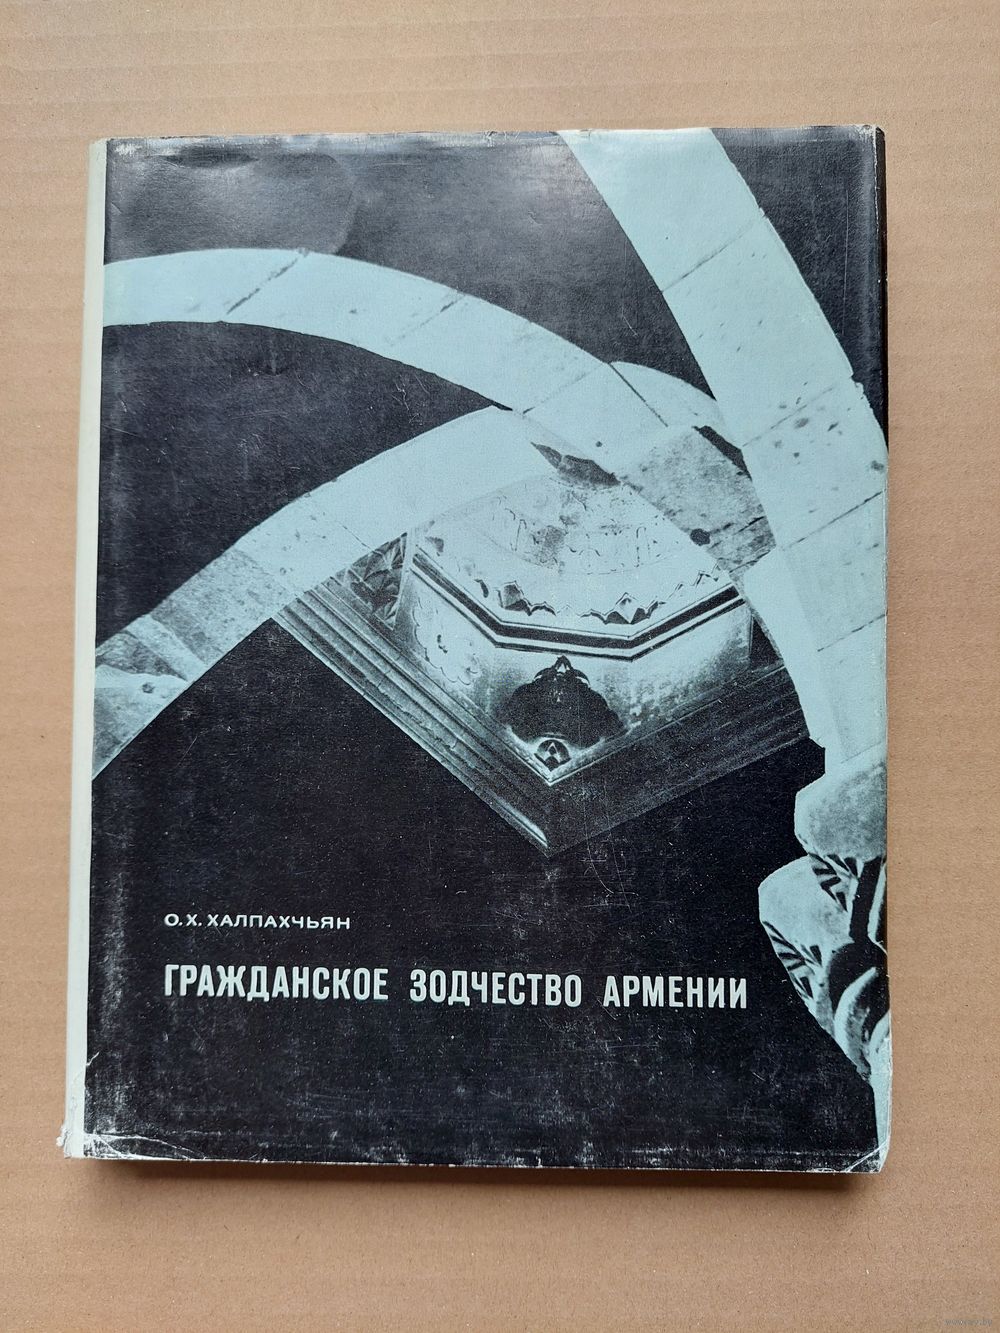 О. Х. ХАЛПАХЧЬЯН
ГРАЖДАНСКОЕ ЗОДЧЕСТВО АРМЕНИИ